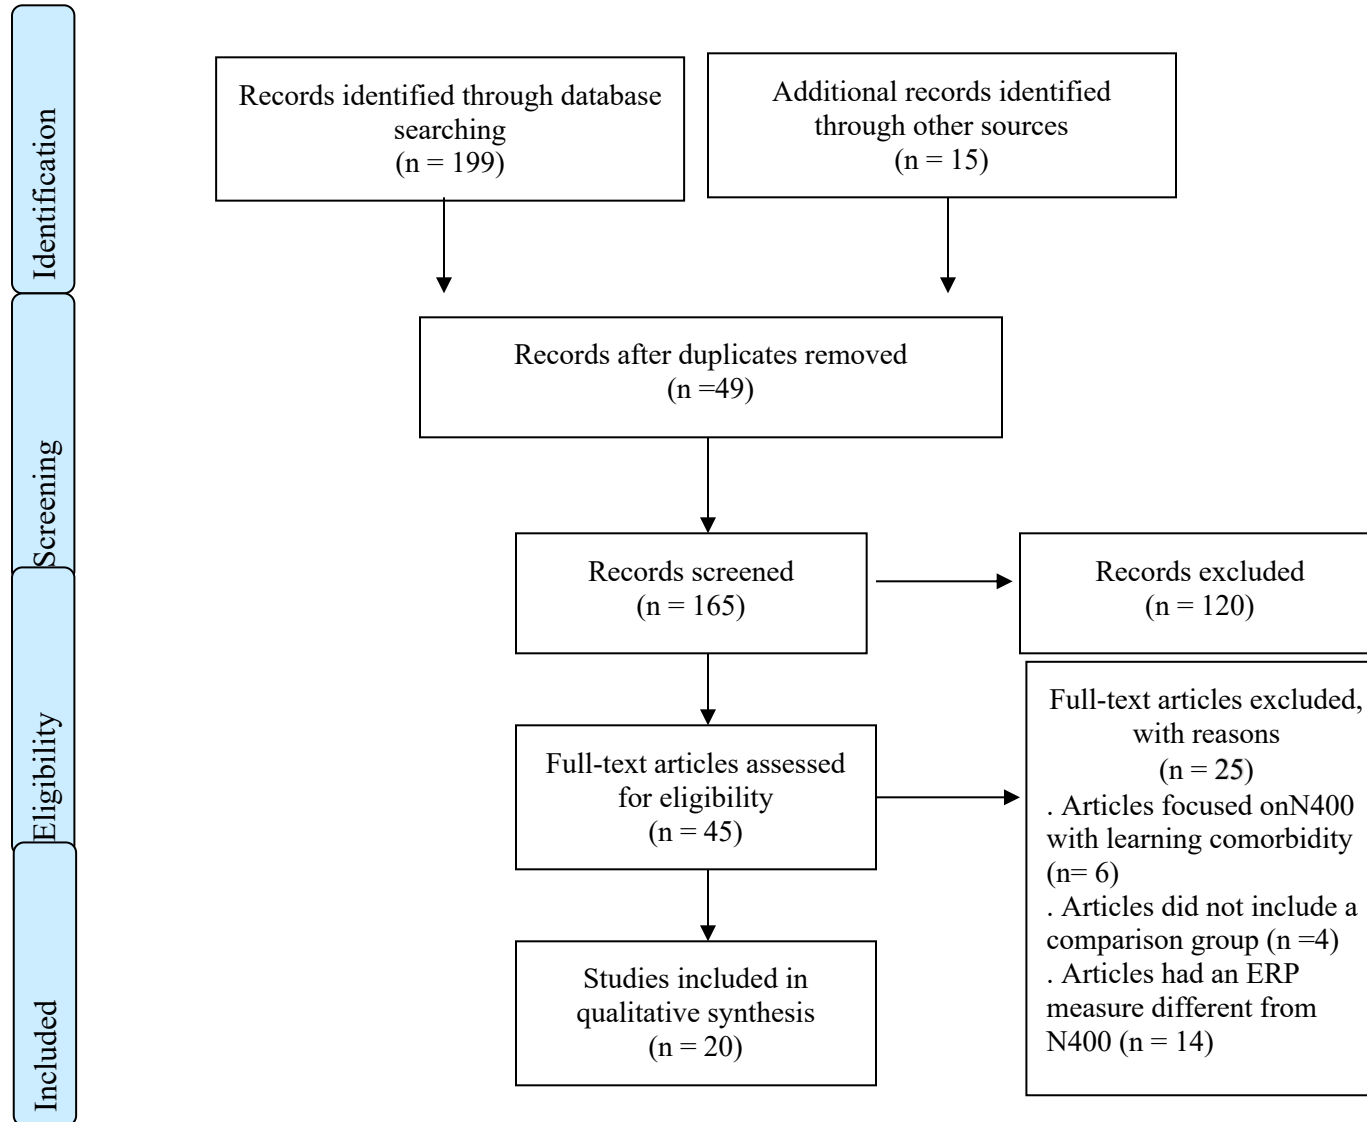 Identification
Records identified through database
searching
(n = 199)
Additional records identified
through other sources
(n = 15)
Screening
Records after duplicates removed
(n =49)
Records screened
(n = 165)
Records excluded
(n = 120)
Eligibility
Full-text articles assessed
for eligibility
(n = 45)
Full-text articles excluded,
with reasons
(n = 25)
. Articles focused onN400
with learning comorbidity
(n= 6)
. Articles did not include a
comparison group (n =4)
. Articles had an ERP
measure different from
N400 (n = 14)
Included
Studies included in
qualitative synthesis
(n = 20)